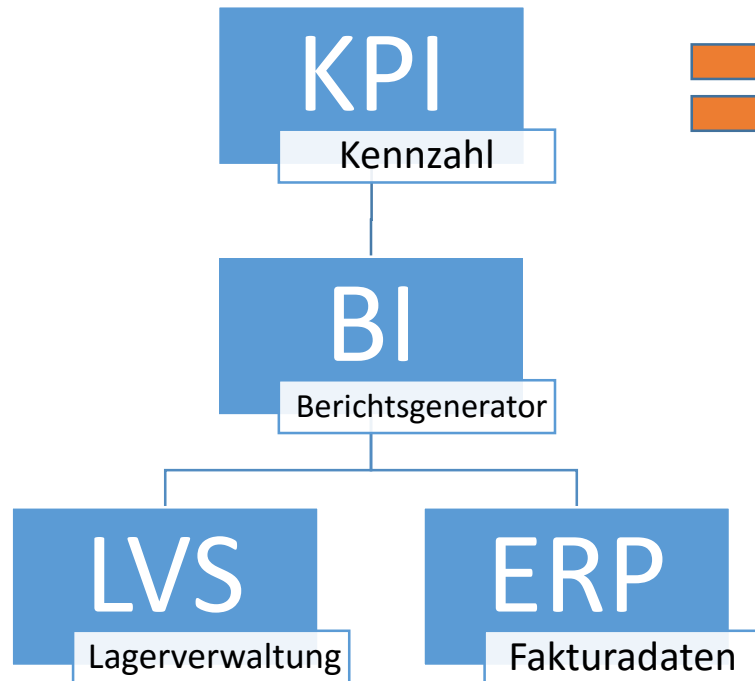 KPI
Kennzahl
BI
Berichtsgenerator
LVS
Lagerverwaltung
ERP
Fakturadaten